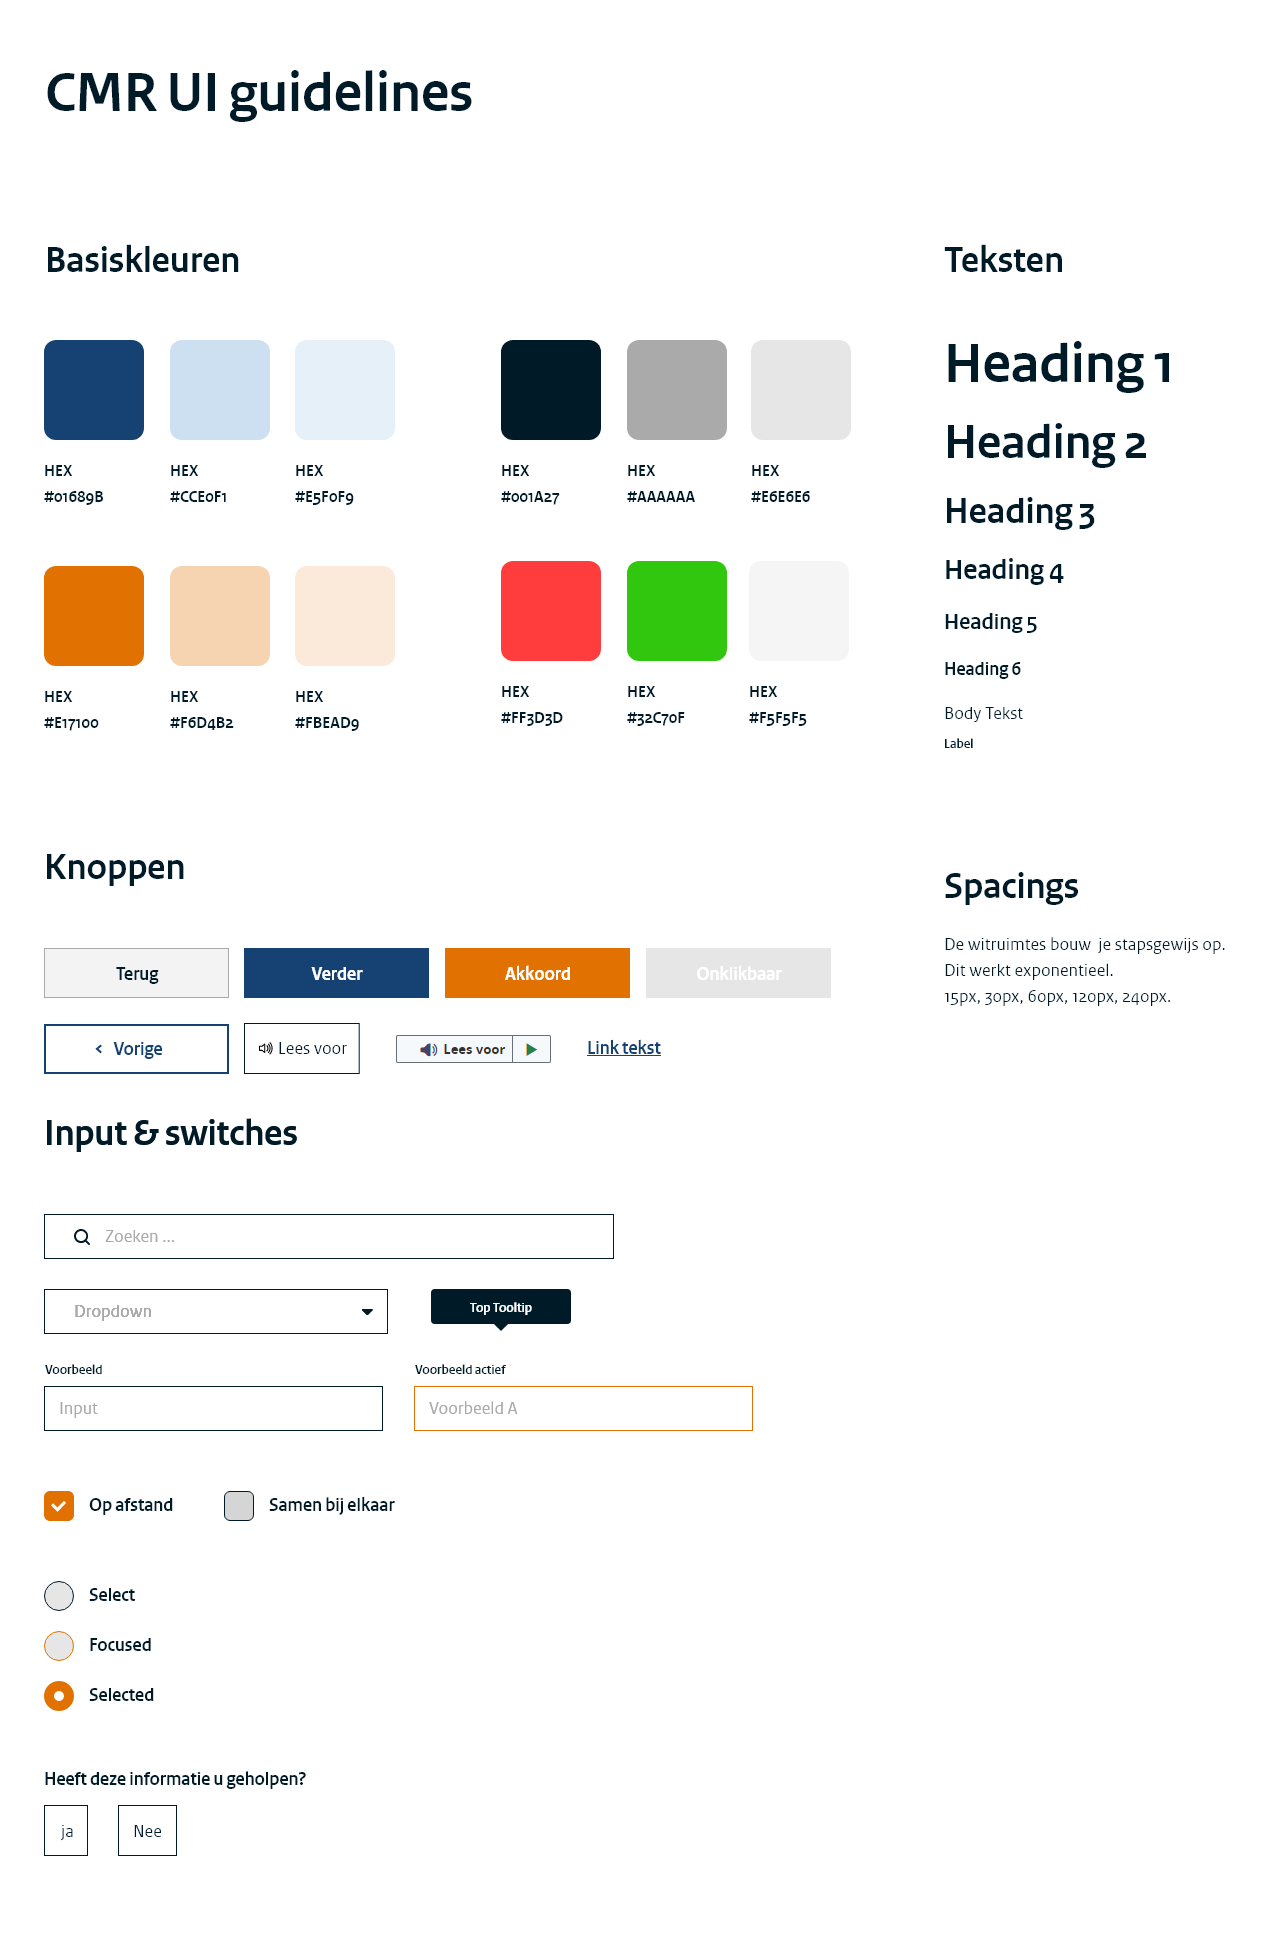 CMR UI guidelines
Basiskleuren
HEX
#01689B
HEX
#CCE0F1
HEX
#E5F0F9
HEX
#001A27
HEX
#AAAAAA
HEX
#E6E6E6
HEX
#E17100
HEX
#F6D4B2
HEX
#FBEAD9
HEX
#FF3D3D
HEX
#32C70F
HEX
#F5F5F5
Teksten
Heading 1
Heading 2
Heading 3
Heading 4
Heading 5
Heading 6
Body Tekst
Label
Knoppen
Terug
Verder
Akkoord
Onklikbaar
Vorige
Lees voor
Lees voor
Link tekst
Spacings
De witruimtes bouw je stapsgewijs op.
Dit werkt exponentieel.
15px, 30px, 60px, 120px, 240px.
Input & switches
Zoeken ...
Dropdown
Top Tooltip
Voorbeeld
Input
Voorbeeld actief
Voorbeeld A
Op afstand
Samen bij elkaar
Select
Focused
Selected
Heeft deze informatie u geholpen?
ja
Nee